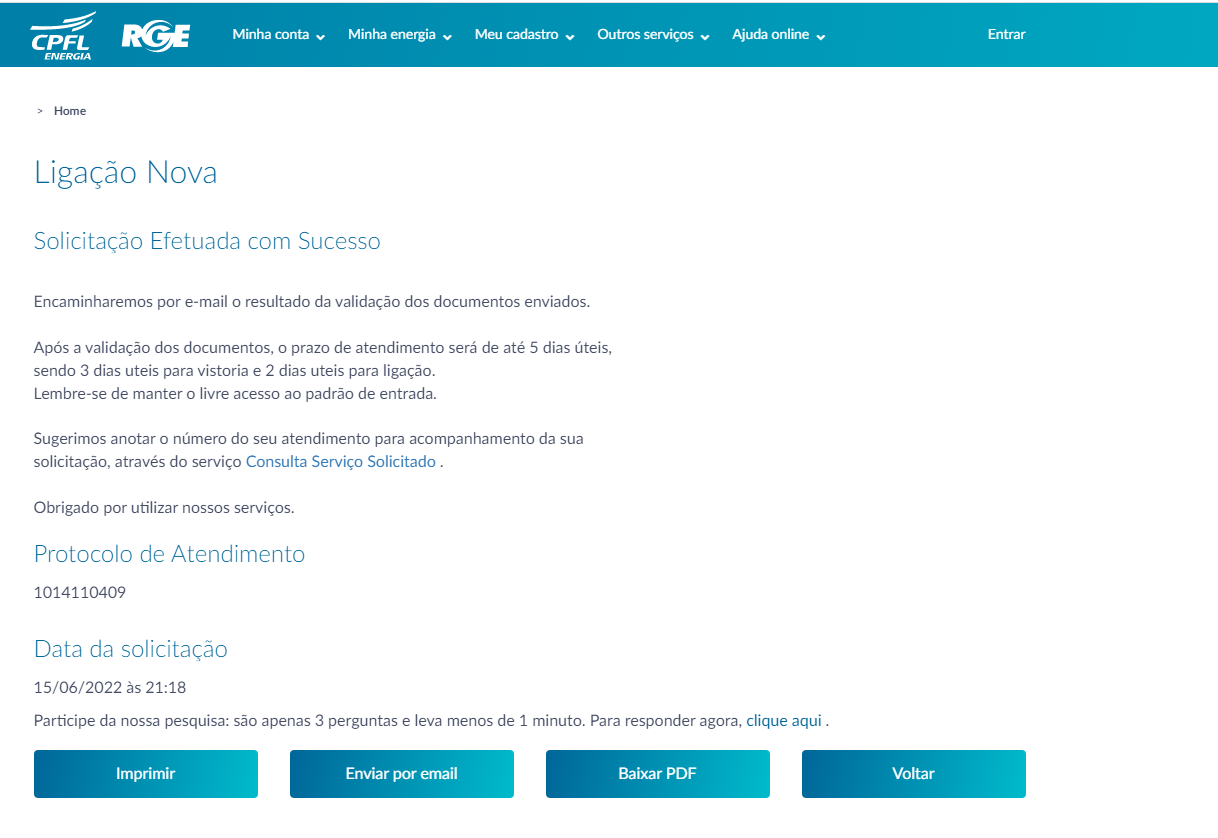 CPFL
ENERGIA
RGE
Minha conta
Minha energia
Meu cadastro
Outros serviços
Ajuda online
Entrar
> Home
Ligação Nova
Solicitação Efetuada com Sucesso
Encaminharemos por e-mail o resultado da validação dos documentos enviados.
Após a validação dos documentos, o prazo de atendimento será de até 5 dias úteis,
sendo 3 dias uteis para vistoria e 2 dias uteis para ligação.
Lembre-se de manter o livre acesso ao padrão de entrada.
Sugerimos anotar o número do seu atendimento para acompanhamento da sua
solicitação, através do serviço Consulta Serviço Solicitado .
Obrigado por utilizar nossos serviços.
Protocolo de Atendimento
1014110409
Data da solicitação
15/06/2022 às 21:18
Participe da nossa pesquisa: são apenas 3 perguntas e leva menos de 1 minuto. Para responder agora, clique aqui .
Imprimir
Enviar por email
Baixar PDF
Voltar